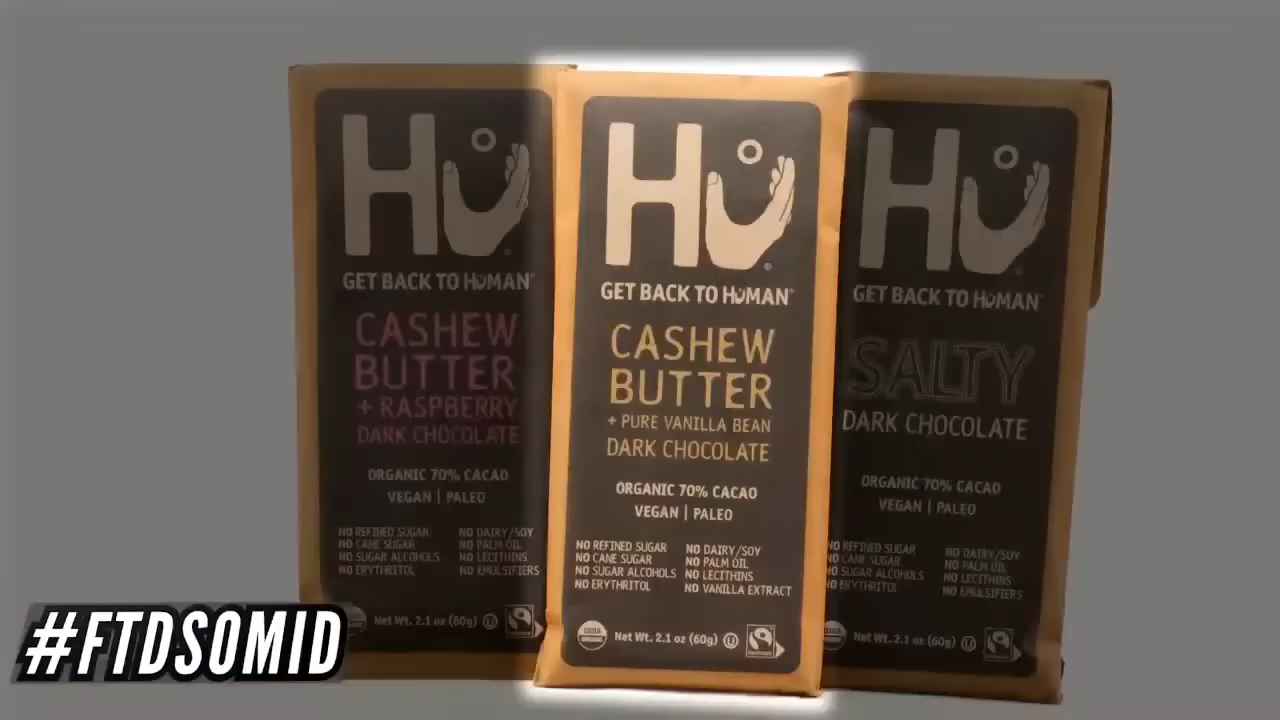 Hu
GET BACK TO HUMAN
CASHEW
BUTTER
+ RASPBERRY
DARK CHOCOLATE
ORGANIC 70% CACAO
VEGAN | PALEO
NO REFINED SUGAR
NO CANE SUGAR
NO SUGAR ALCOHOLS
NO ERYTHRITOL
NO DAIRY/SOY
NO PALM OIL
NO LECITHINS
NO EMULSIFIERS
Net Wt. 2.1 oz (60g)
Hu
GET BACK TO HUMAN
CASHEW
BUTTER
+ PURE VANILLA BEAN
DARK CHOCOLATE
ORGANIC 70% CACAO
VEGAN | PALEO
NO REFINED SUGAR
NO CANE SUGAR
NO SUGAR ALCOHOLS
NO ERYTHRITOL
NO DAIRY/SOY
NO PALM OIL
NO LECITHINS
NO VANILLA EXTRACT
USDA
ORGANIC
Net Wt. 2.1 oz (60g)
Hu
GET BACK TO HUMAN
SALTY
DARK CHOCOLATE
ORGANIC 70% CACAO
VEGAN | PALEO
NO REFINED SUGAR
NO CANE SUGAR
NO SUGAR ALCOHOLS
NO ERYTHRITOL
NO DAIRY/SOY
NO PALM OIL
NO LECITHINS
NO EMULSIFIERS
Net Wt. 2.1 oz (60g)
#FTDSOMID